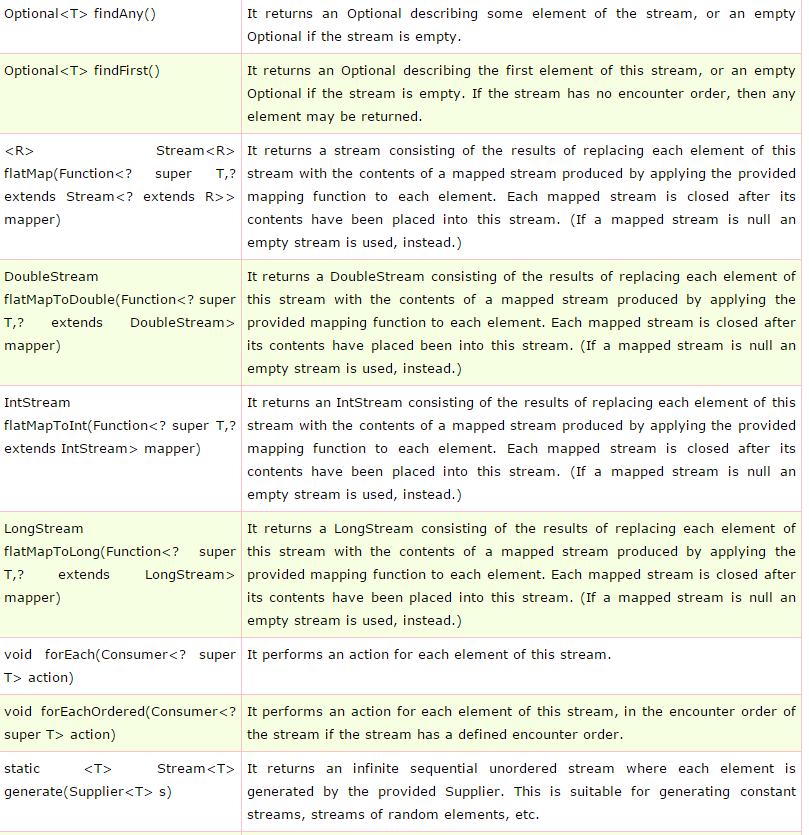 Optional<T> findAny()
It returns an Optional describing some element of the stream, or an empty
Optional if the stream is empty.
Optional<T> findFirst()
It returns an Optional describing the first element of this stream, or an empty
Optional if the stream is empty. If the stream has no encounter order, then any
element may be returned.
<R> Stream<R>
flatMap(Function<? super T,?
extends Stream<? extends R>>
mapper)
It returns a stream consisting of the results of replacing each element of this
stream with the contents of a mapped stream produced by applying the provided
mapping function to each element. Each mapped stream is closed after its
contents have been placed into this stream. (If a mapped stream is null an
empty stream is used, instead.)
DoubleStream
flatMapToDouble(Function<? super
T,? extends DoubleStream>
mapper)
It returns a DoubleStream consisting of the results of replacing each element of
this stream with the contents of a mapped stream produced by applying the
provided mapping function to each element. Each mapped stream is closed after
its contents have placed been into this stream. (If a mapped stream is null an
empty stream is used, instead.)
IntStream
flatMapToInt(Function<? super T,?
extends IntStream> mapper)
It returns an IntStream consisting of the results of replacing each element of this
stream with the contents of a mapped stream produced by applying the provided
mapping function to each element. Each mapped stream is closed after its
contents have been placed into this stream. (If a mapped stream is null an
empty stream is used, instead.)
LongStream
flatMapToLong(Function<? super
T,? extends LongStream>
mapper)
It returns a LongStream consisting of the results of replacing each element of
this stream with the contents of a mapped stream produced by applying the
provided mapping function to each element. Each mapped stream is closed after
its contents have been placed into this stream. (If a mapped stream is null an
empty stream is used, instead.)
void forEach(Consumer<? super
T> action)
It performs an action for each element of this stream.
void forEachOrdered(Consumer<?
super T> action)
It performs an action for each element of this stream, in the encounter order of
the stream if the stream has a defined encounter order.
static <T> Stream<T>
generate(Supplier<T> s)
It returns an infinite sequential unordered stream where each element is
generated by the provided Supplier. This is suitable for generating constant
streams, streams of random elements, etc.